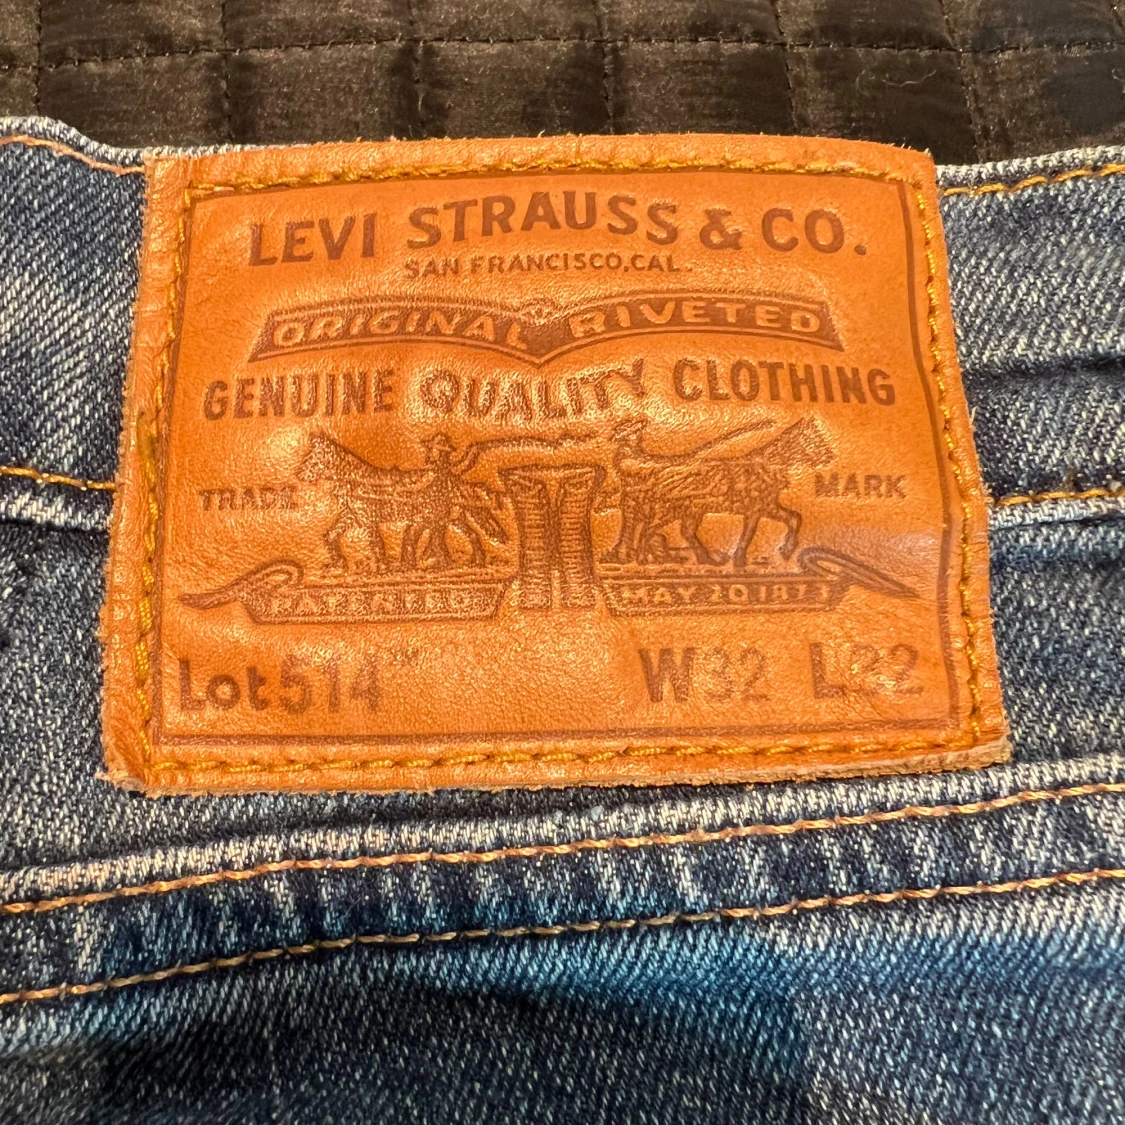 LEVI STRAUSS & CO.
SAN FRANCISCO, CAL.
ORIGINAL RIVETED
GENUINE QUALITY CLOTHING
TRADE MARK
PATENTED MAY 20 1873
Lot 514™ W32 L32